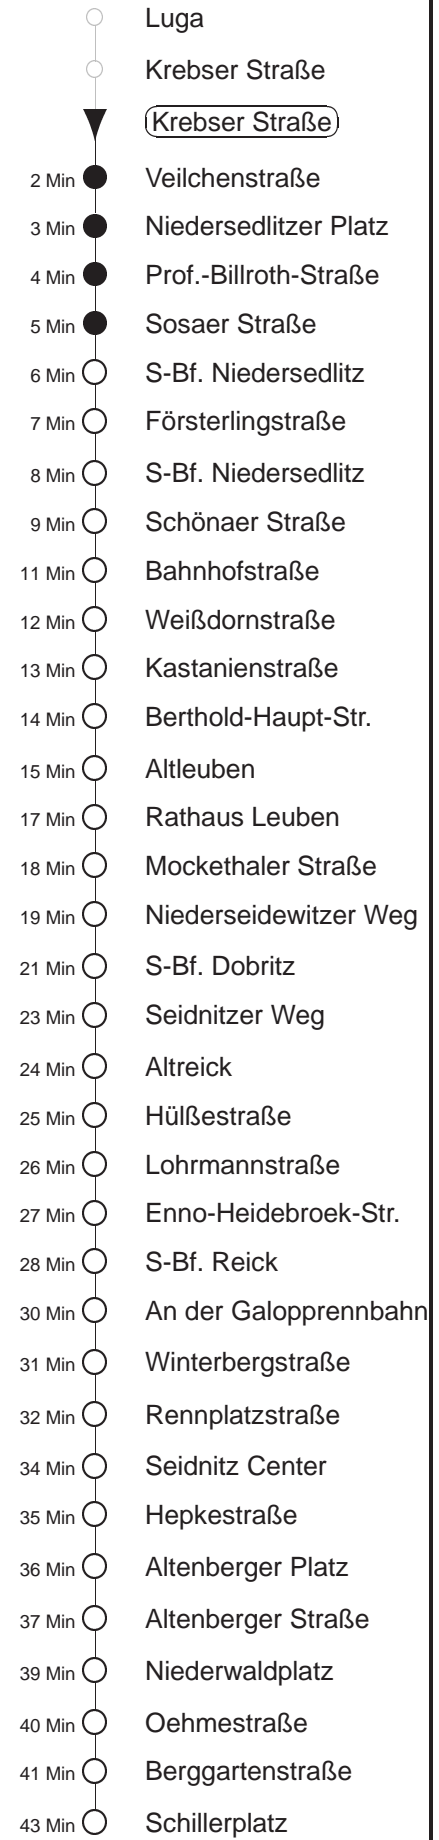 Luga
Krebser Straße
Krebser Straße
2 Min Veilchenstraße
3 Min Niedersedlitzer Platz
4 Min Prof.-Billroth-Straße
5 Min Sosaer Straße
6 Min S-Bf. Niedersedlitz
7 Min Försterlingstraße
8 Min S-Bf. Niedersedlitz
9 Min Schönaer Straße
11 Min Bahnhofstraße
12 Min Weißdornstraße
13 Min Kastanienstraße
14 Min Berthold-Haupt-Str.
15 Min Altleuben
17 Min Rathaus Leuben
18 Min Mockethaler Straße
19 Min Niederseidewitzer Weg
21 Min S-Bf. Dobritz
23 Min Seidnitzer Weg
24 Min Altreick
25 Min Hülßestraße
26 Min Lohrmannstraße
27 Min Enno-Heidebroek-Str.
28 Min S-Bf. Reick
30 Min An der Galopprennbahn
31 Min Winterbergstraße
32 Min Rennplatzstraße
34 Min Seidnitz Center
35 Min Hepkestraße
36 Min Altenberger Platz
37 Min Altenberger Straße
39 Min Niederwaldplatz
40 Min Oehmestraße
41 Min Berggartenstraße
43 Min Schillerplatz